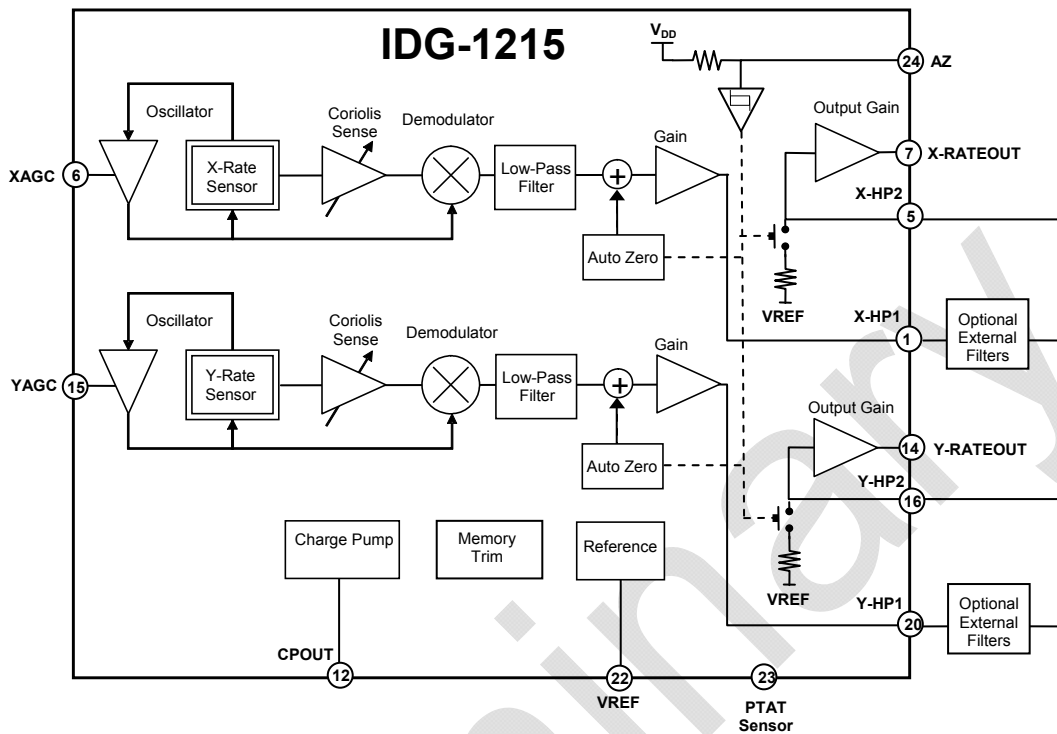 IDG-1215
VDD
24
AZ
Oscillator
Coriolis
Sense
Demodulator
Gain
Output Gain
XAGC
6
X-Rate
Sensor
Low-Pass
Filter
+
7
X-RATEOUT
X-HP2
5
Auto Zero
VREF
X-HP1
1
Optional
External
Filters
Oscillator
Coriolis
Sense
Demodulator
Gain
YAGC
15
Y-Rate
Sensor
Low-Pass
Filter
+
Output Gain
14
Y-RATEOUT
Y-HP2
16
Auto Zero
Charge Pump
Memory
Trim
Reference
VREF
Y-HP1
20
Optional
External
Filters
CPOUT
12
22
VREF
23
PTAT
Sensor
inary